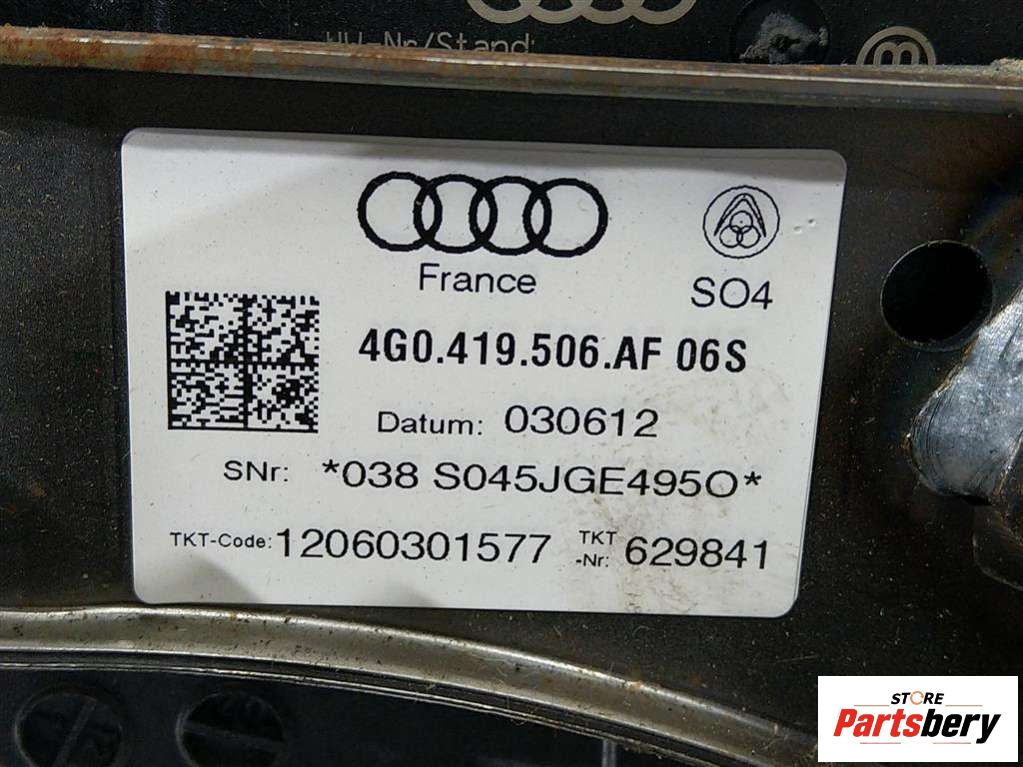 HW-Nr/Stand:
France
SO4
4G0.419.506.AF 06S
Datum: 030612
SNr: *038 S045JGE495O*
TKT-Code: 12060301577 TKT -Nr: 629841
STORE
Partsbery